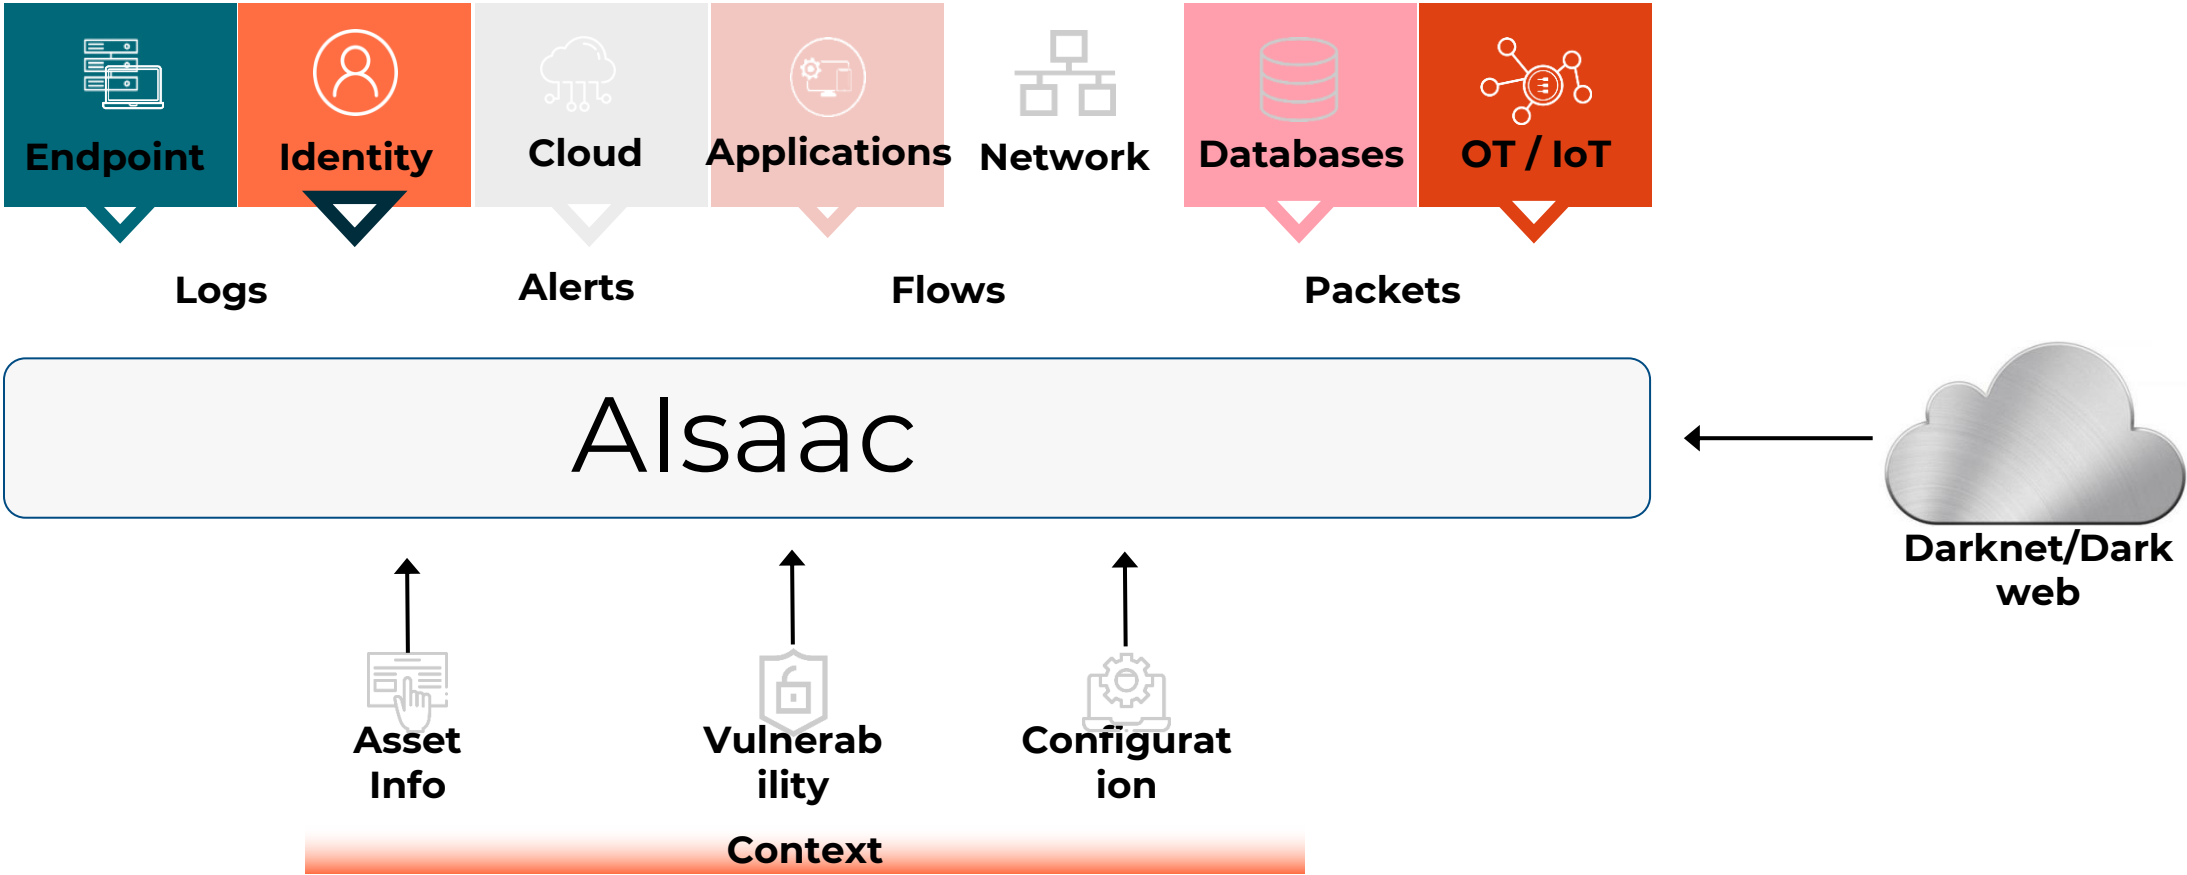 Endpoint
Identity
Cloud
Applications
Network
Databases
OT / IoT
Logs
Alerts
Flows
Packets
AIsaac
Darknet/Dark
web
Asset
Info
Vulnerab
ility
Configurat
ion
Context